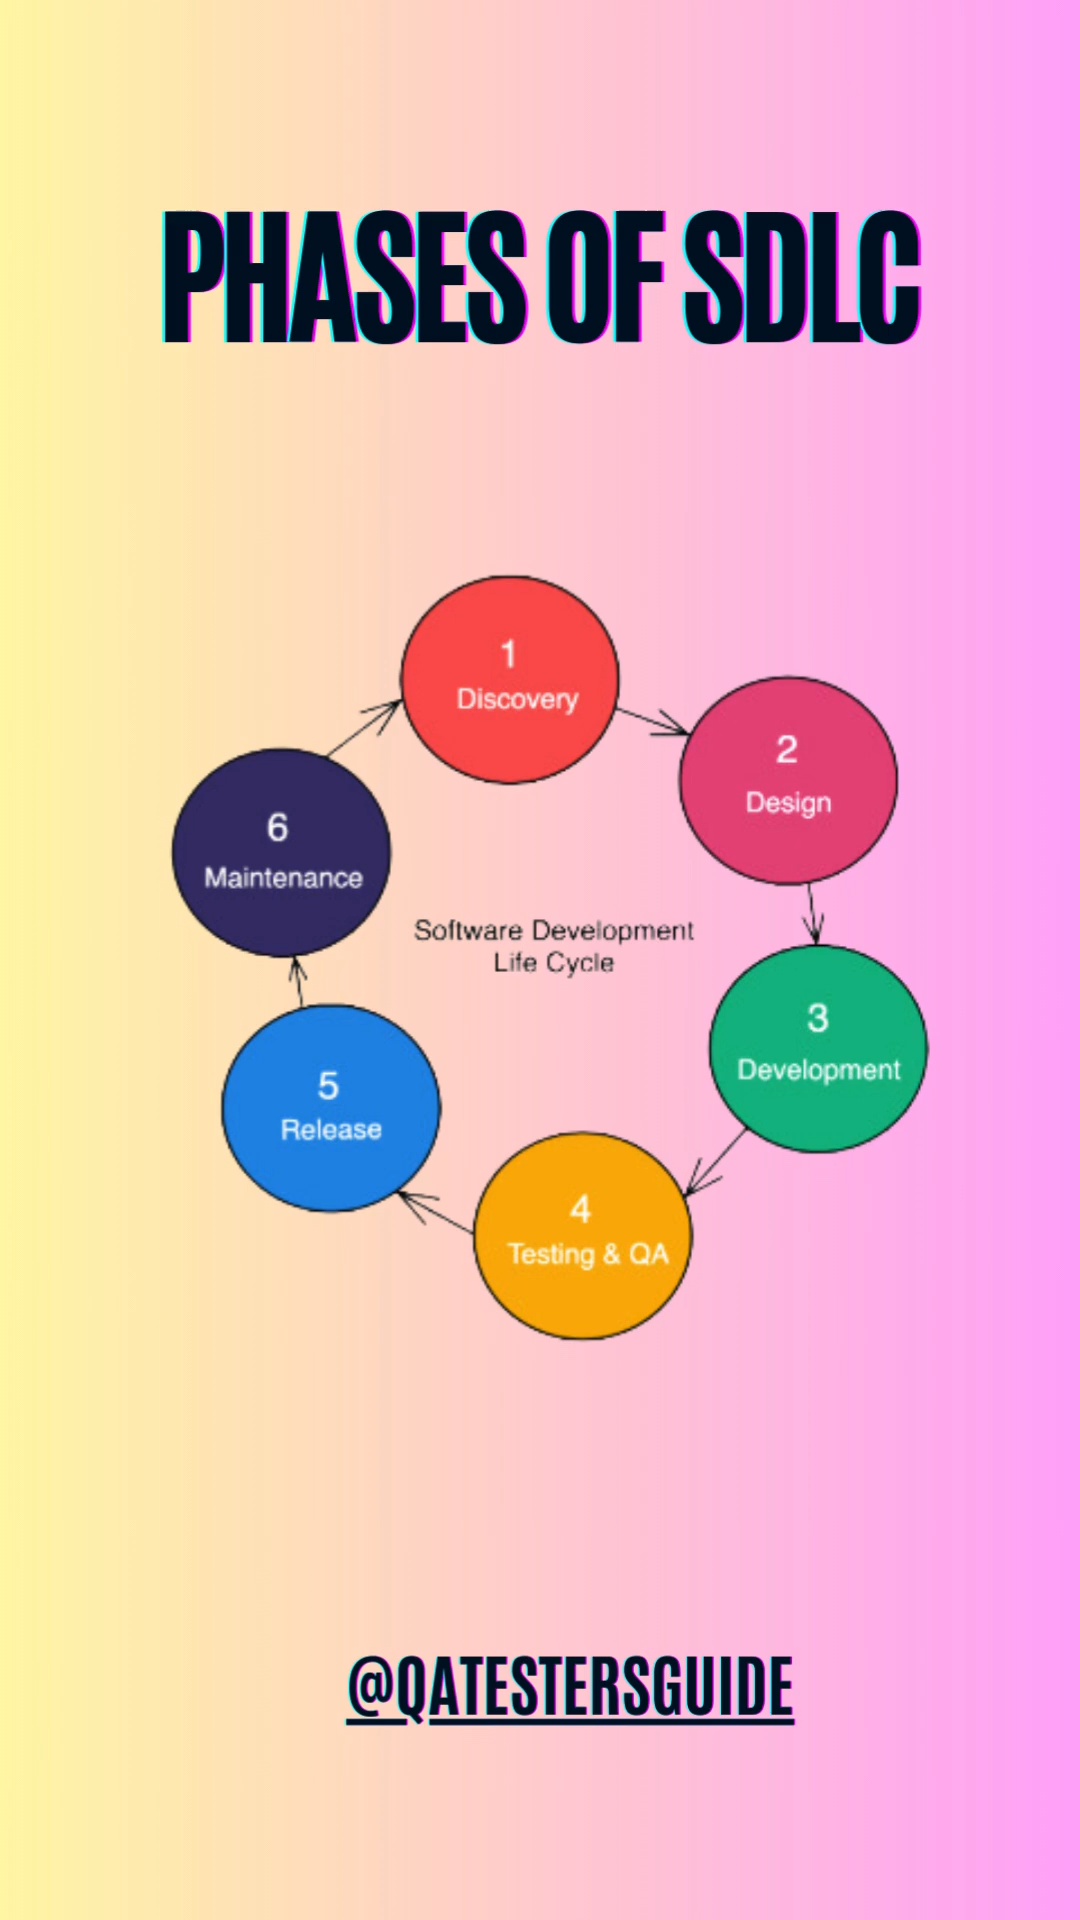 PHASES OF SDLC
1
Discovery
2
Design
3
Development
4
Testing & QA
5
Release
6
Maintenance
Software Development
Life Cycle
@QATESTERSGUIDE